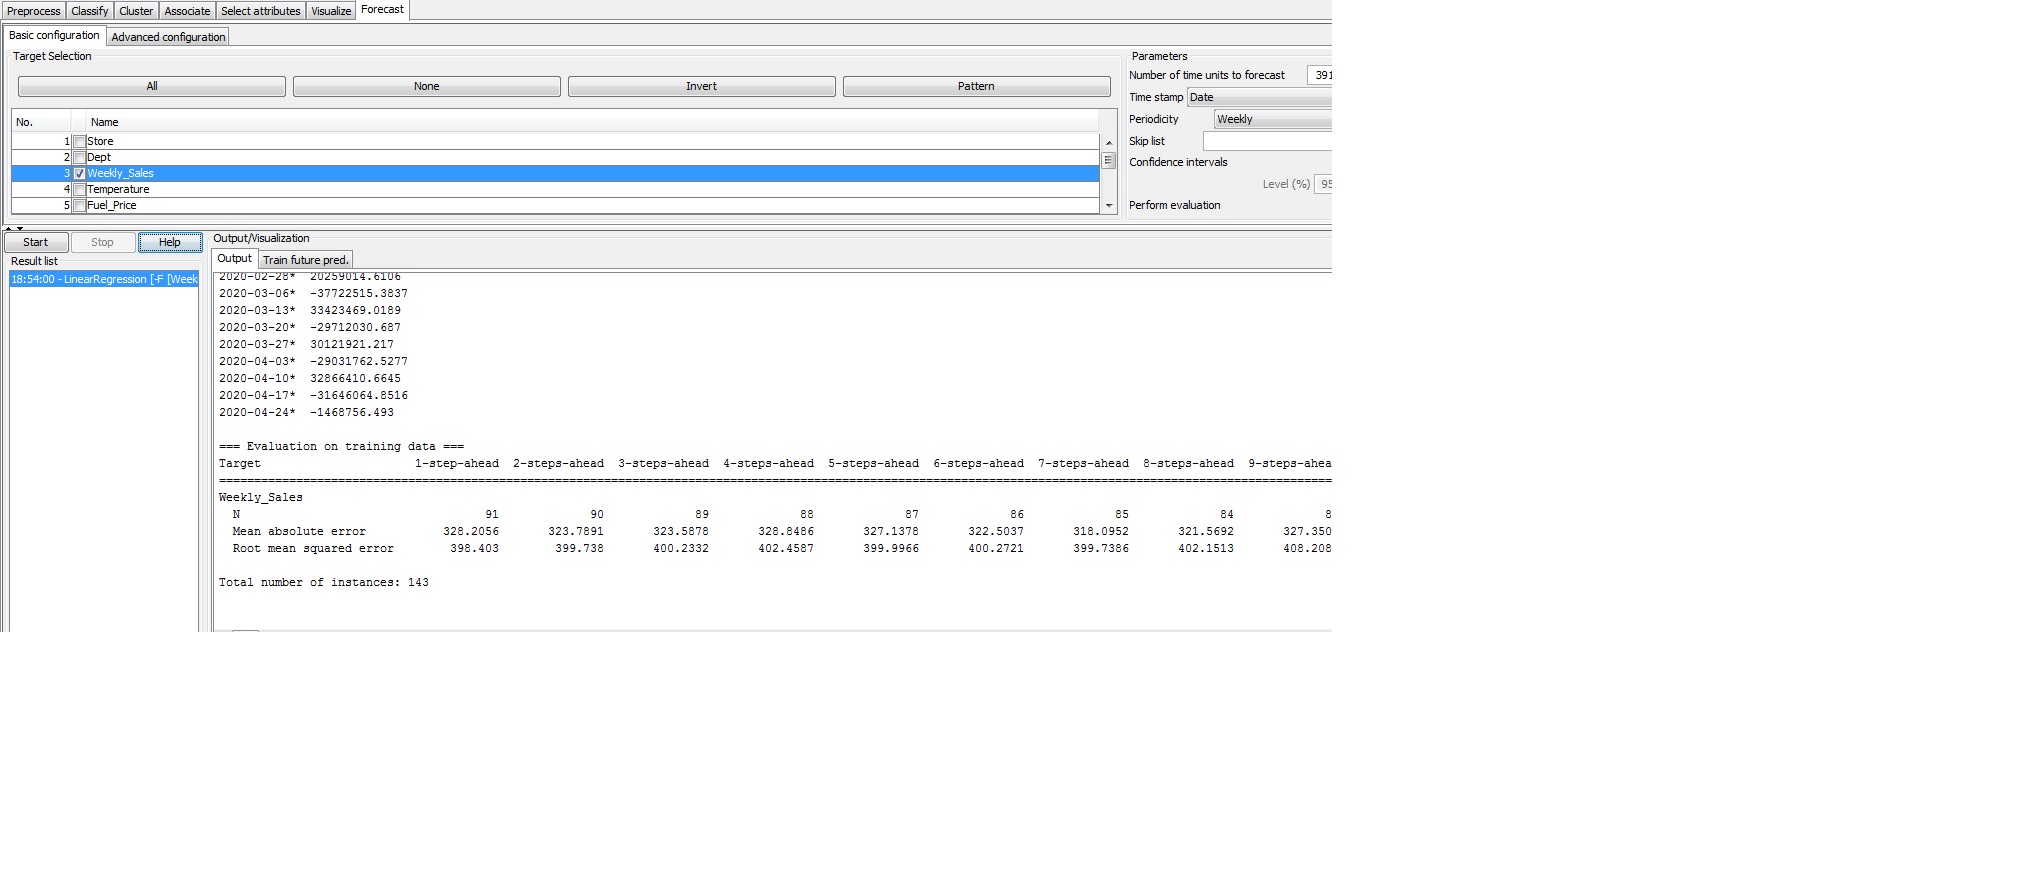 Preprocess Classify Cluster Associate Select attributes Visualize Forecast
Basic configuration Advanced configuration
Target Selection
All None Invert Pattern
No. Name
1 Store
2 Dept
3 Weekly_Sales
4 Temperature
5 Fuel_Price
Parameters
Number of time units to forecast 391
Time stamp Date
Periodicity Weekly
Skip list
Confidence intervals
Level (%) 95
Perform evaluation
Start Stop Help
Result list
18:54:00 - LinearRegression [-F [Week
Output/Visualization
Output Train future pred.
2020-02-28* 20259014.6106
2020-03-06* -37722515.3837
2020-03-13* 33423469.0189
2020-03-20* -29712030.687
2020-03-27* 30121921.217
2020-04-03* -29031762.5277
2020-04-10* 32866410.6645
2020-04-17* -31646064.8516
2020-04-24* -1468756.493
=== Evaluation on training data ===
Target 1-step-ahead 2-steps-ahead 3-steps-ahead 4-steps-ahead 5-steps-ahead 6-steps-ahead 7-steps-ahead 8-steps-ahead 9-steps-ahea
Weekly_Sales
N 91 90 89 88 87 86 85 84 8
Mean absolute error 328.2056 323.7891 323.5878 328.8486 327.1378 322.5037 318.0952 321.5692 327.350
Root mean squared error 398.403 399.738 400.2332 402.4587 399.9966 400.2721 399.7386 402.1513 408.208
Total number of instances: 143